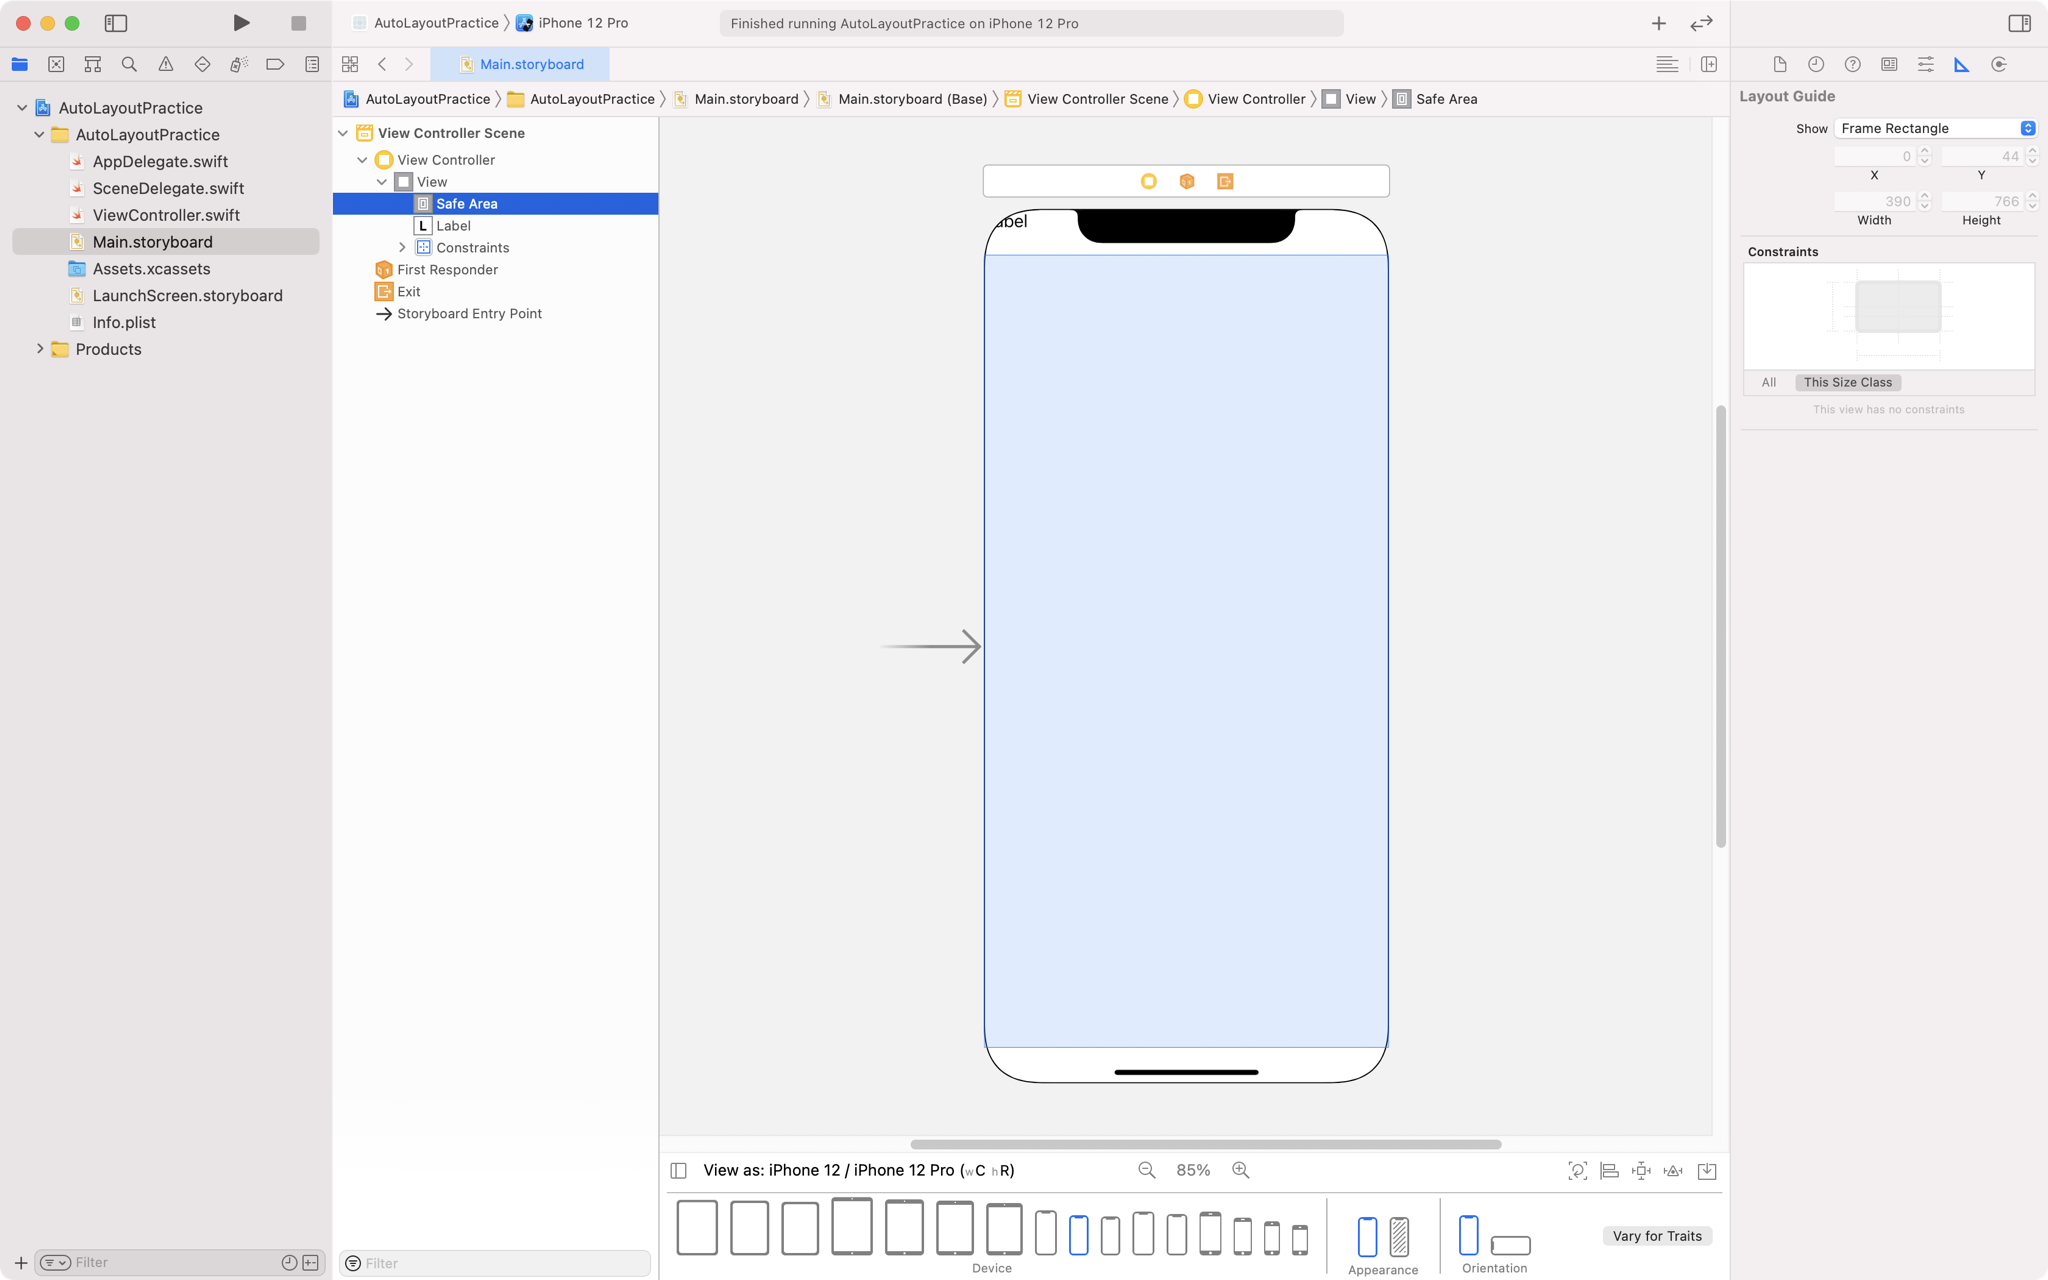 AutoLayoutPractice
iPhone 12 Pro
Finished running AutoLayoutPractice on iPhone 12 Pro
Main.storyboard
AutoLayoutPractice
AutoLayoutPractice
Main.storyboard
Main.storyboard (Base)
View Controller Scene
View Controller
View
Safe Area
AutoLayoutPractice
AutoLayoutPractice
AppDelegate.swift
SceneDelegate.swift
ViewController.swift
Main.storyboard
Assets.xcassets
LaunchScreen.storyboard
Info.plist
Products
Filter
View Controller Scene
View Controller
View
Safe Area
L Label
Constraints
First Responder
Exit
Storyboard Entry Point
Filter
abel
View as: iPhone 12 / iPhone 12 Pro (wC hR)
85%
Device
Appearance
Orientation
Vary for Traits
Layout Guide
Show Frame Rectangle
0 44
X Y
390 766
Width Height
Constraints
All This Size Class
This view has no constraints